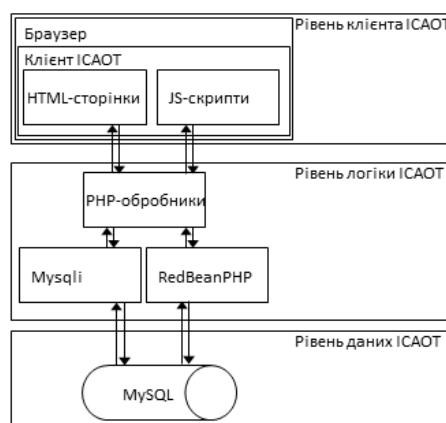 Рівень клієнта ІСАОТ
Браузер
Клієнт ІСАОТ
HTML-сторінки
JS-скрипти
Рівень логіки ІСАОТ
PHP-обробники
Mysqli
RedBeanPHP
Рівень даних ІСАОТ
MySQL